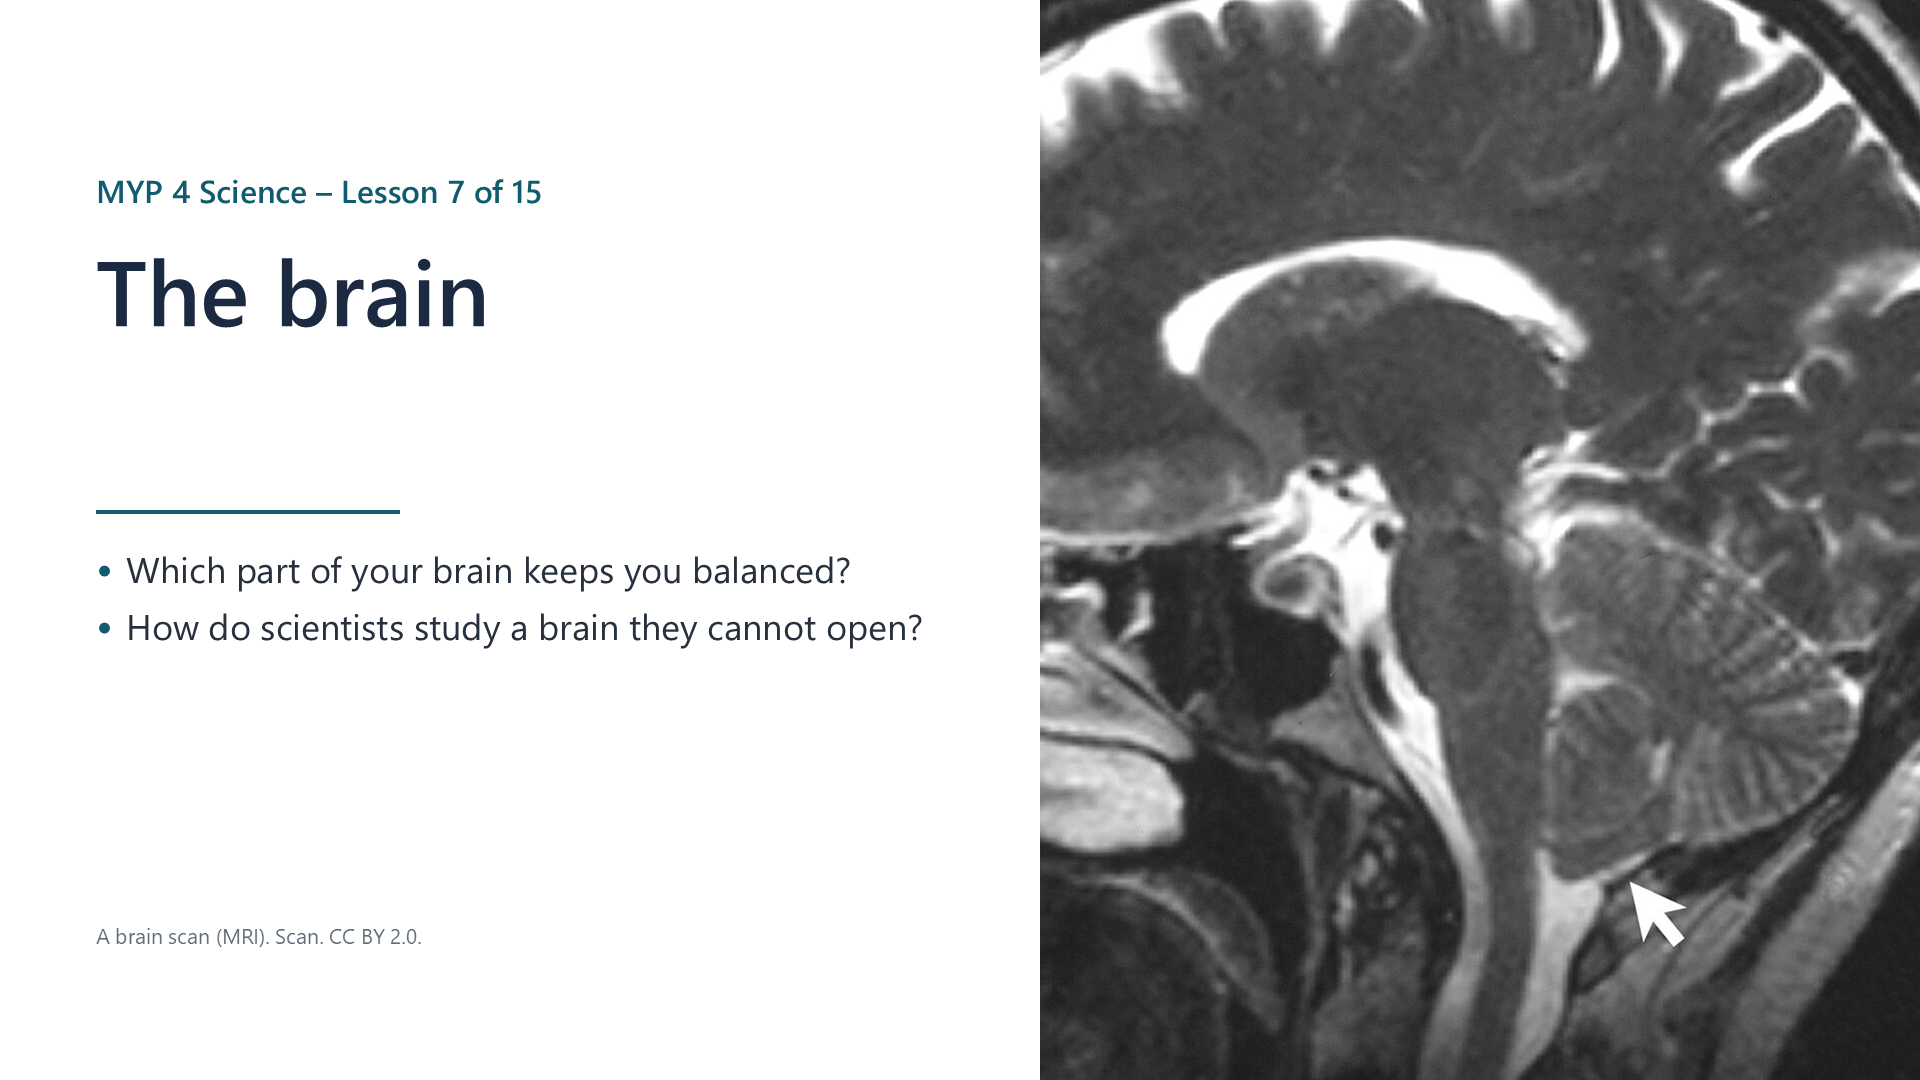 MYP 4 Science – Lesson 7 of 15
The brain
• Which part of your brain keeps you balanced?
• How do scientists study a brain they cannot open?
A brain scan (MRI). Scan. CC BY 2.0.